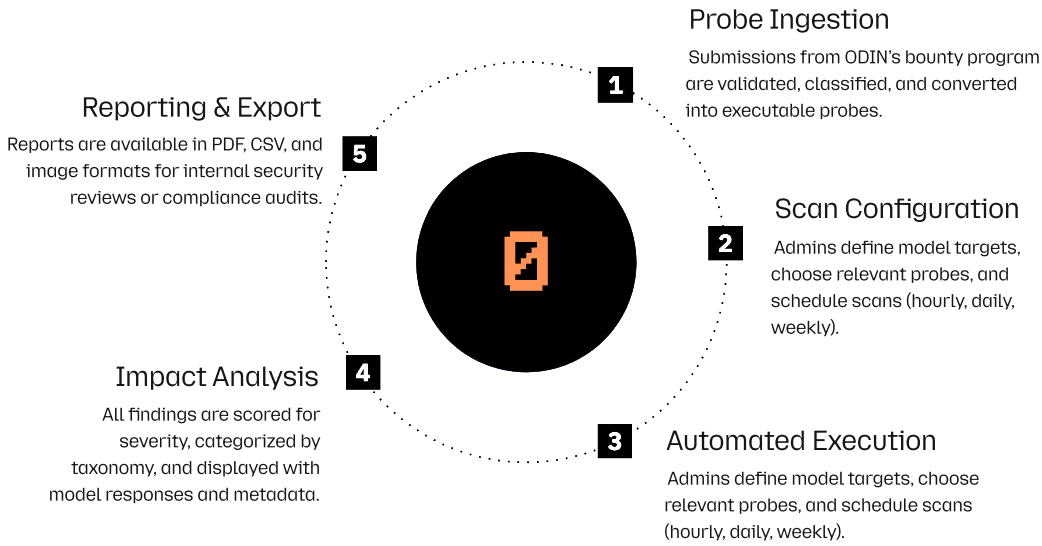 1
Probe Ingestion
Submissions from ODIN's bounty program
are validated, classified, and converted
into executable probes.
2
Scan Configuration
Admins define model targets,
choose relevant probes, and
schedule scans (hourly, daily,
weekly).
3
Automated Execution
Admins define model targets, choose
relevant probes, and schedule scans
(hourly, daily, weekly).
4
Impact Analysis
All findings are scored for
severity, categorized by
taxonomy, and displayed with
model responses and metadata.
5
Reporting & Export
Reports are available in PDF, CSV, and
image formats for internal security
reviews or compliance audits.
0